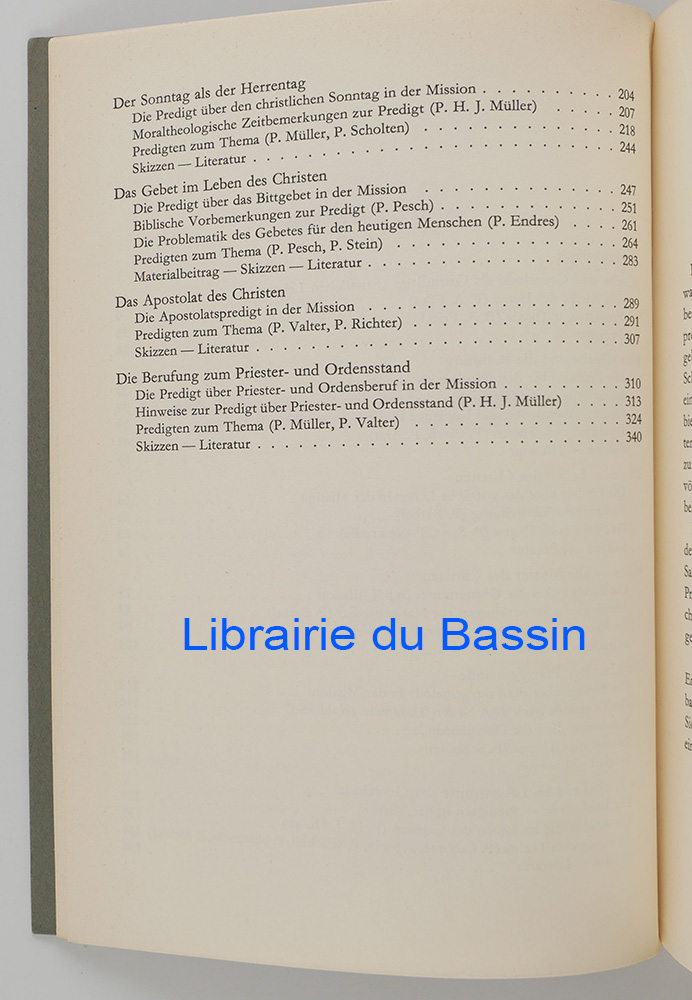 Der Sonntag als der Herrentag
Die Predigt über den christlichen Sonntag in der Mission . . . . . . . . . . 204
Moraltheologische Zeitbemerkungen zur Predigt (P. H. J. Müller) . . . . . 207
Predigten zum Thema (P. Müller, P. Scholten) . . . . . . . . . . . . . 218
Skizzen — Literatur . . . . . . . . . . . . . . . . . . . . . . 244
Das Gebet im Leben des Christen
Die Predigt über das Bittgebet in der Mission . . . . . . . . . . . . . 247
Biblische Vorbemerkungen zur Predigt (P. Pesch) . . . . . . . . . . . . 251
Die Problematik des Gebetes für den heutigen Menschen (P. Endres) . . . . 261
Predigten zum Thema (P. Pesch, P. Stein) . . . . . . . . . . . . . . . 264
Materialbeitrag — Skizzen — Literatur . . . . . . . . . . . . . . . . 283
Das Apostolat des Christen
Die Apostolatspredigt in der Mission . . . . . . . . . . . . . . . . 289
Predigten zum Thema (P. Valter, P. Richter) . . . . . . . . . . . . . . 291
Skizzen — Literatur . . . . . . . . . . . . . . . . . . . . . . 307
Die Berufung zum Priester- und Ordensstand
Die Predigt über Priester- und Ordensberuf in der Mission . . . . . . . . . 310
Hinweise zur Predigt über Priester- und Ordensstand (P. H. J. Müller) . . . . 313
Predigten zum Thema (P. Müller, P. Valter) . . . . . . . . . . . . . . 324
Skizzen — Literatur . . . . . . . . . . . . . . . . . . . . . . 340
Librairie du Bassin